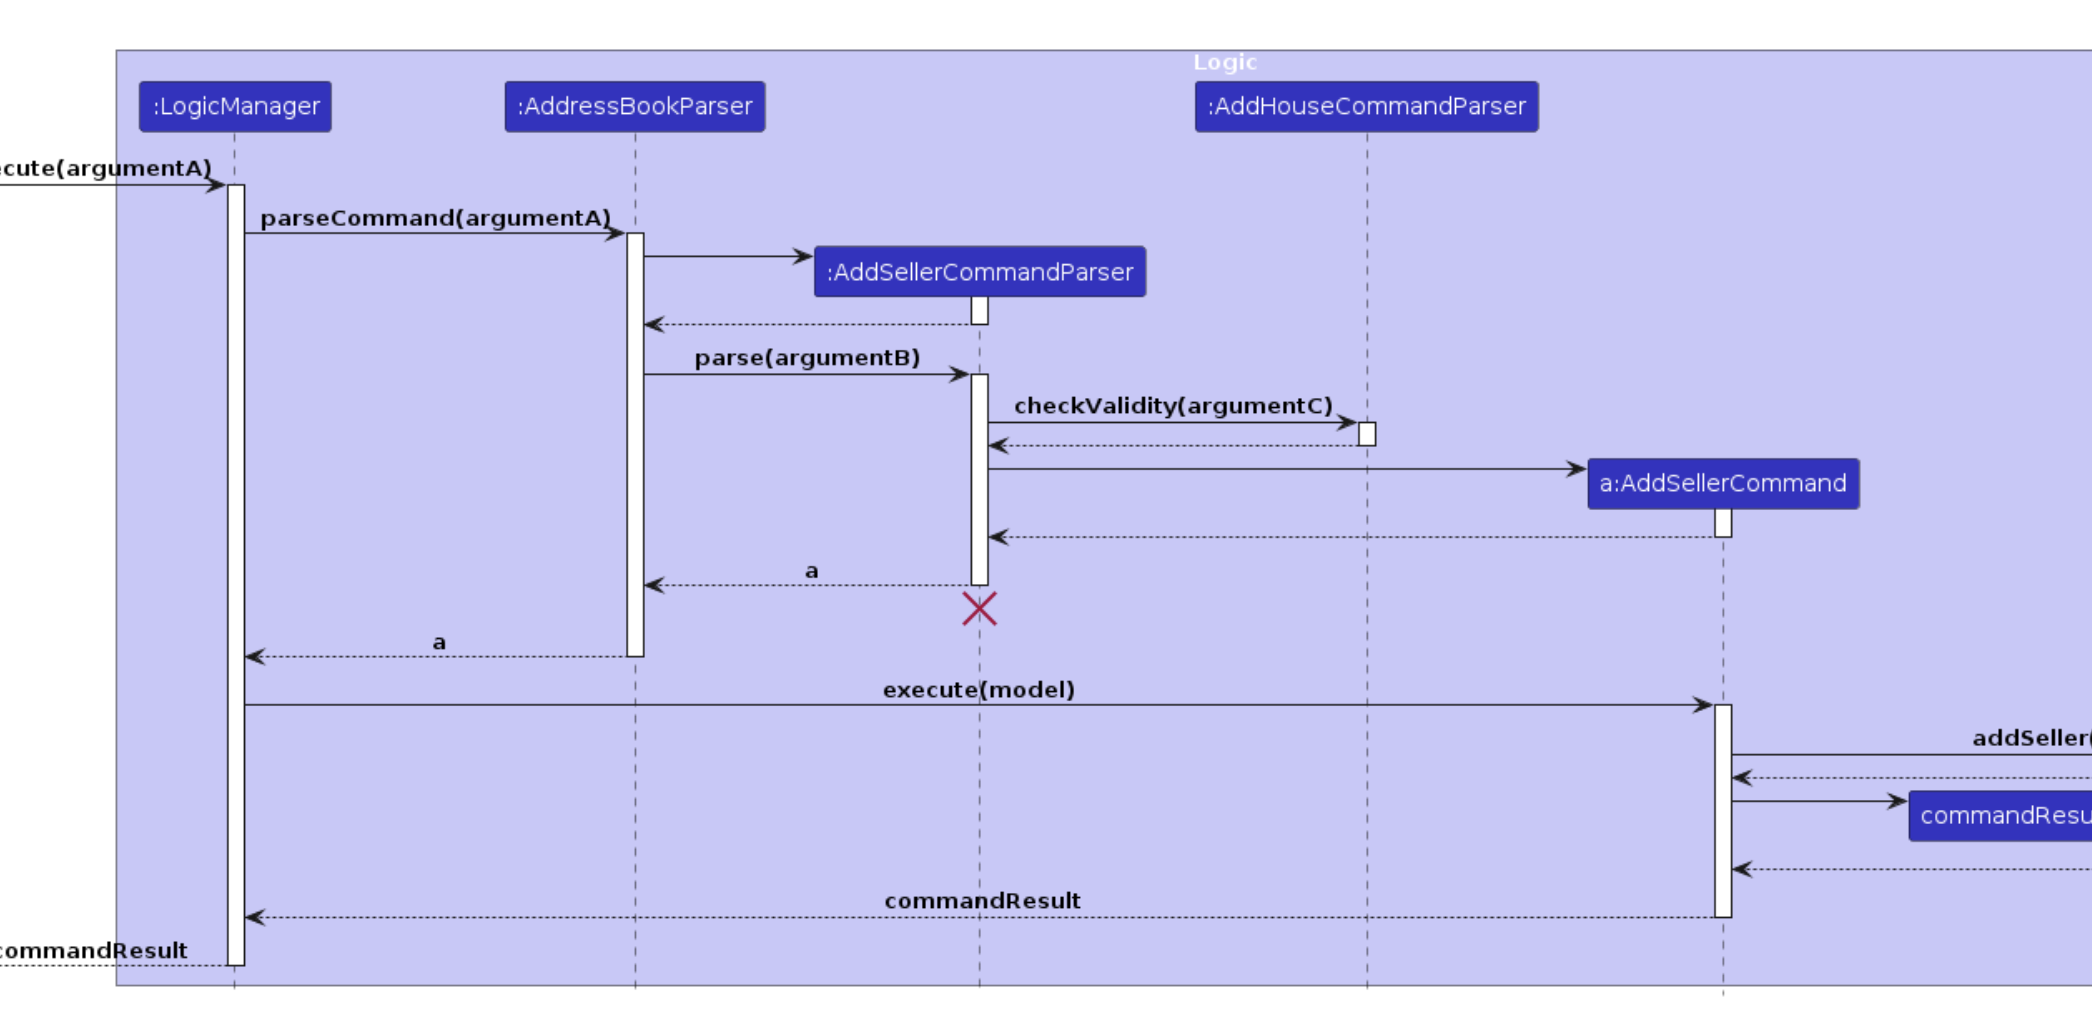 Logic
:LogicManager
:AddressBookParser
:AddHouseCommandParser
ecute(argumentA)
parseCommand(argumentA)
:AddSellerCommandParser
parse(argumentB)
checkValidity(argumentC)
a:AddSellerCommand
a
a
execute(model)
addSeller(
commandResu
commandResult
commandResult